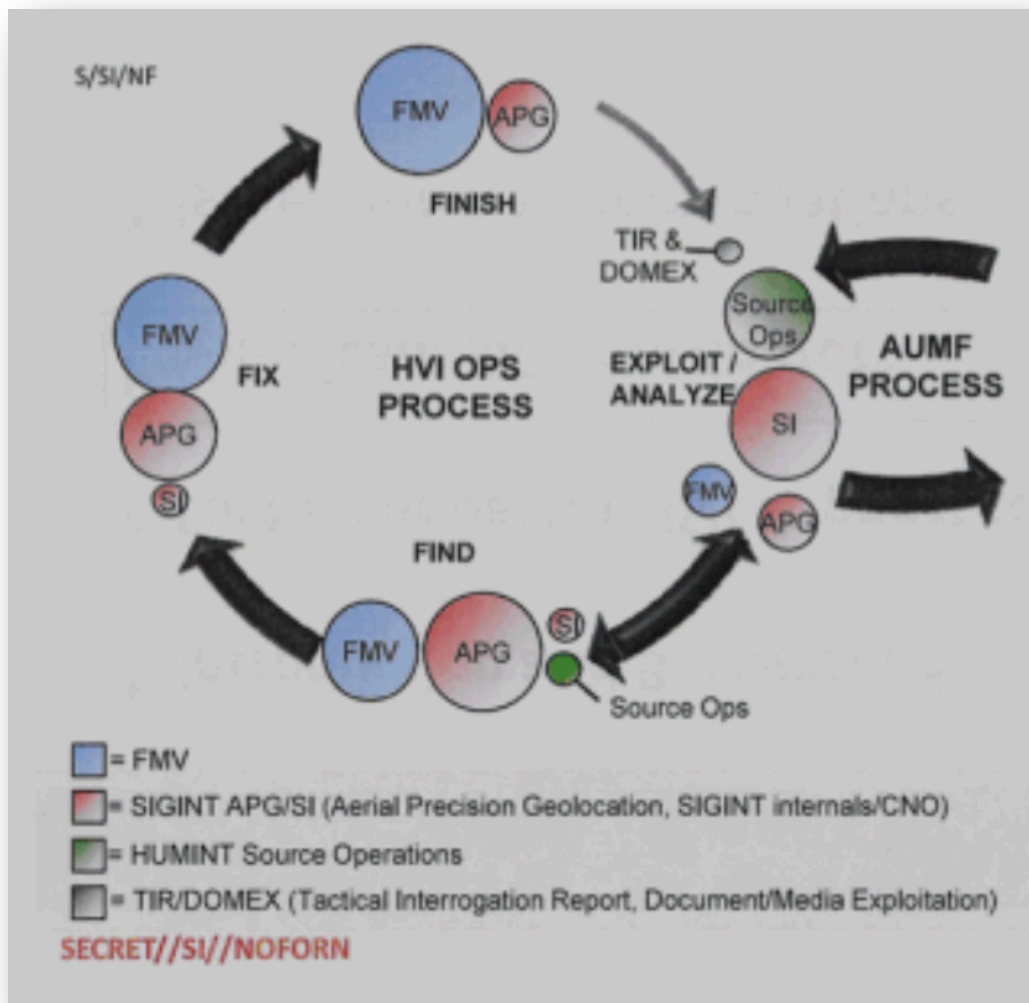 S/SI/NF
FMV
APG
FINISH
TIR &
DOMEX
Source
Ops
EXPLOIT /
ANALYZE
SI
FMV
APG
AUMF
PROCESS
HVI OPS
PROCESS
FMV
FIX
APG
SI
FIND
FMV
APG
SI
Source Ops
= FMV
= SIGINT APG/SI (Aerial Precision Geolocation, SIGINT internals/CNO)
= HUMINT Source Operations
= TIR/DOMEX (Tactical Interrogation Report, Document/Media Exploitation)
SECRET//SI//NOFORN